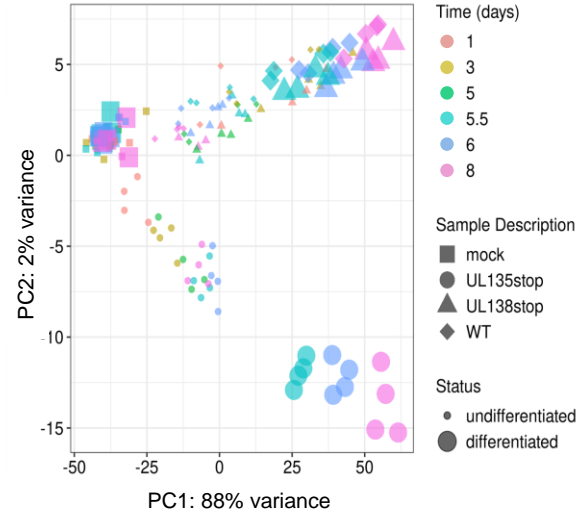 Time (days)
1
3
5
5.5
6
8
Sample Description
mock
UL135stop
UL138stop
WT
Status
undifferentiated
differentiated
PC2: 2% variance
5
0
-5
-10
-15
-50
-25
0
25
50
PC1: 88% variance